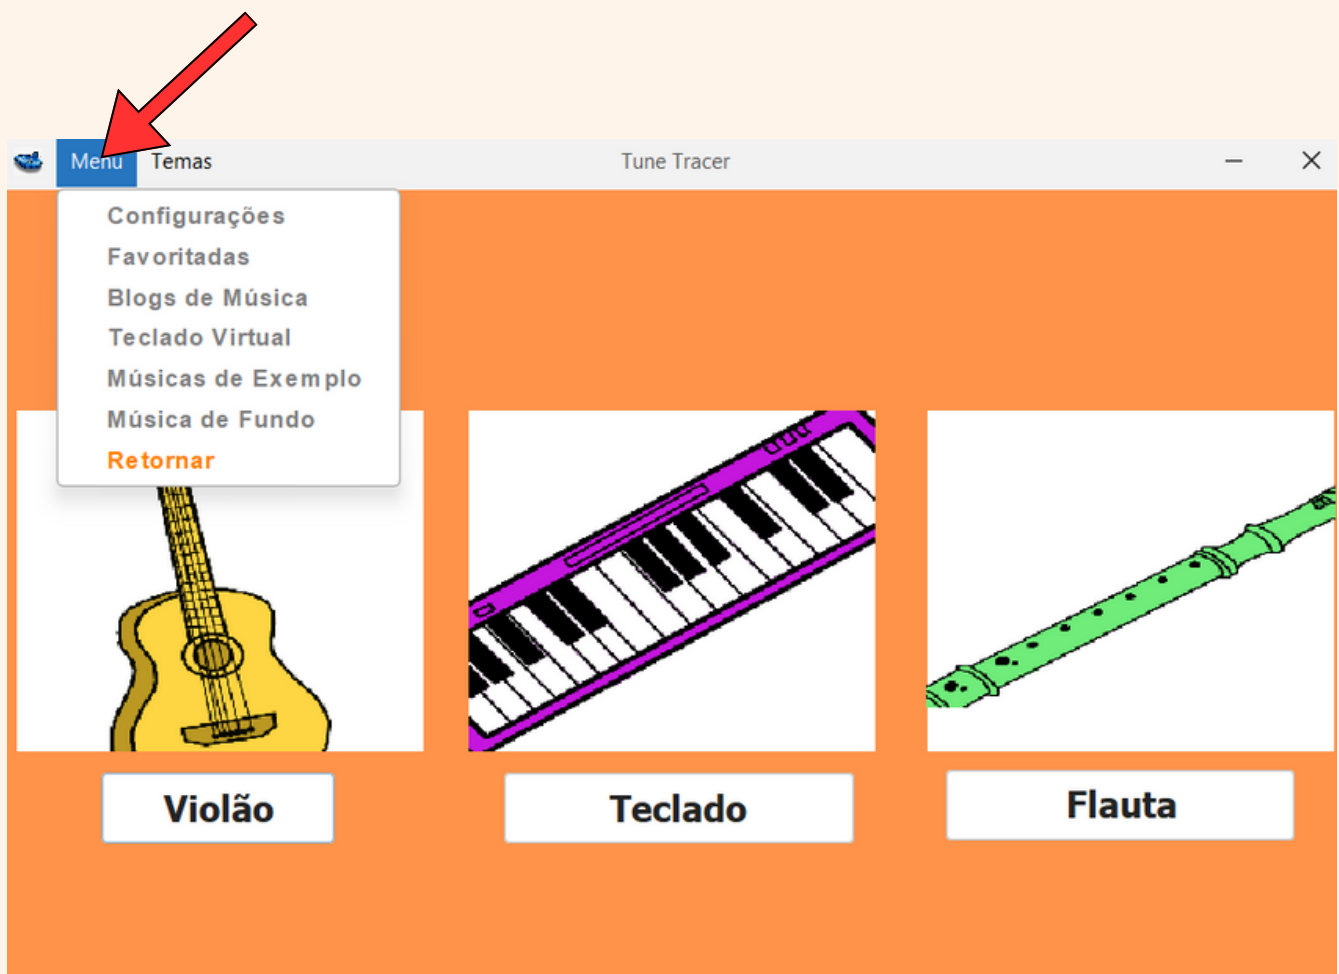 Menu Temas Tune Tracer
Configurações
Favoritadas
Blogs de Música
Teclado Virtual
Músicas de Exemplo
Música de Fundo
Retornar
Violão
Teclado
Flauta